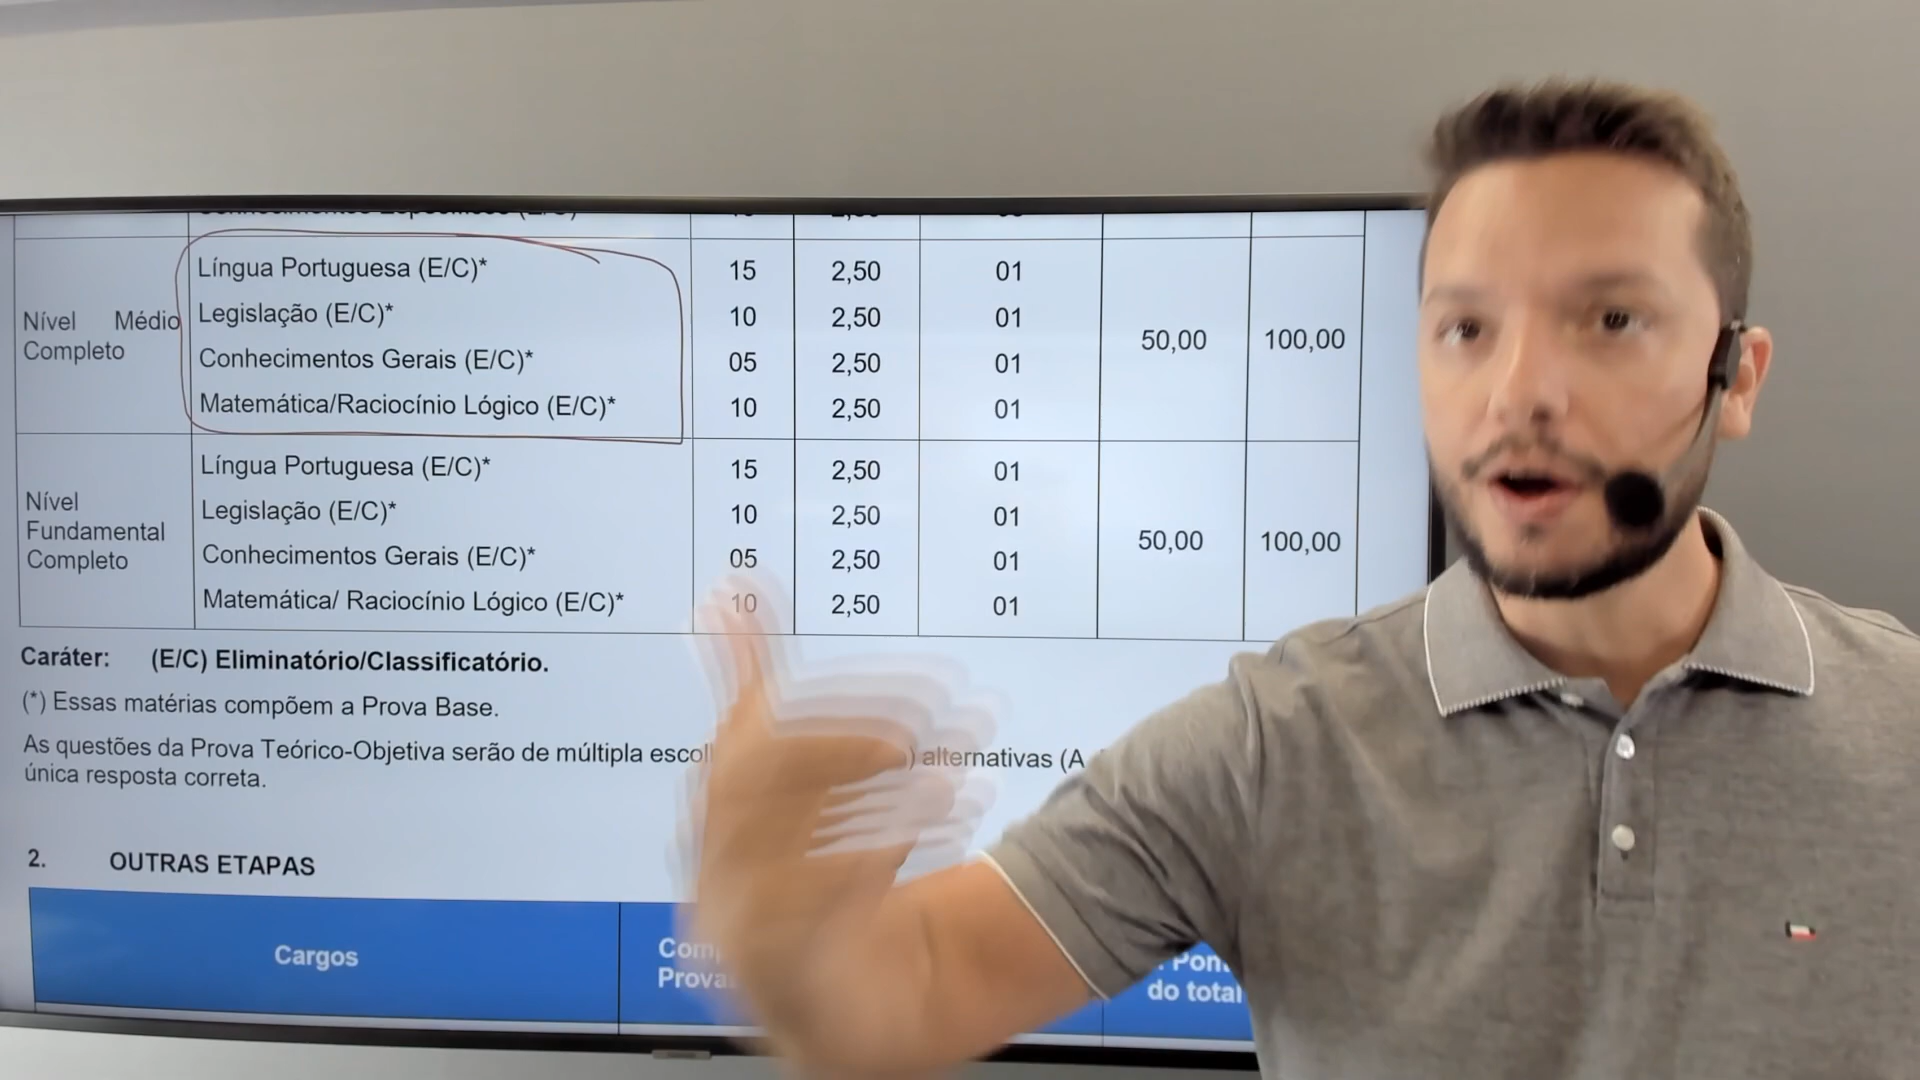 Língua Portuguesa (E/C)* 15 2,50 01
Legislação (E/C)* 10 2,50 01
Nível Médio Completo
Conhecimentos Gerais (E/C)* 05 2,50 01
50,00 100,00
Matemática/Raciocínio Lógico (E/C)* 10 2,50 01
Língua Portuguesa (E/C)* 15 2,50 01
Nível Fundamental Completo
Legislação (E/C)* 10 2,50 01
50,00 100,00
Conhecimentos Gerais (E/C)* 05 2,50 01
Matemática/ Raciocínio Lógico (E/C)* 10 2,50 01
Caráter: (E/C) Eliminatório/Classificatório.
(*) Essas matérias compõem a Prova Base.
As questões da Prova Teórico-Objetiva serão de múltipla ) alternativas (A
única resposta correta.
2. OUTRAS ETAPAS
Cargos
do total